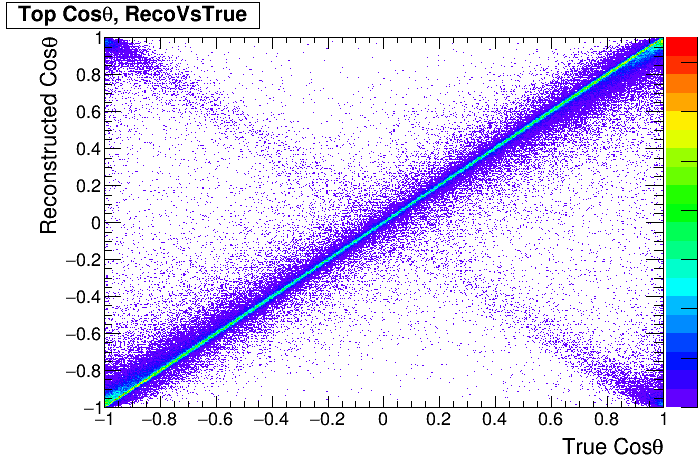 Top Cosθ, RecoVsTrue
Reconstructed Cosθ
1
0.8
0.6
0.4
0.2
0
−0.2
−0.4
−0.6
−0.8
−1
−1 −0.8 −0.6 −0.4 −0.2 0 0.2 0.4 0.6 0.8 1
True Cosθ